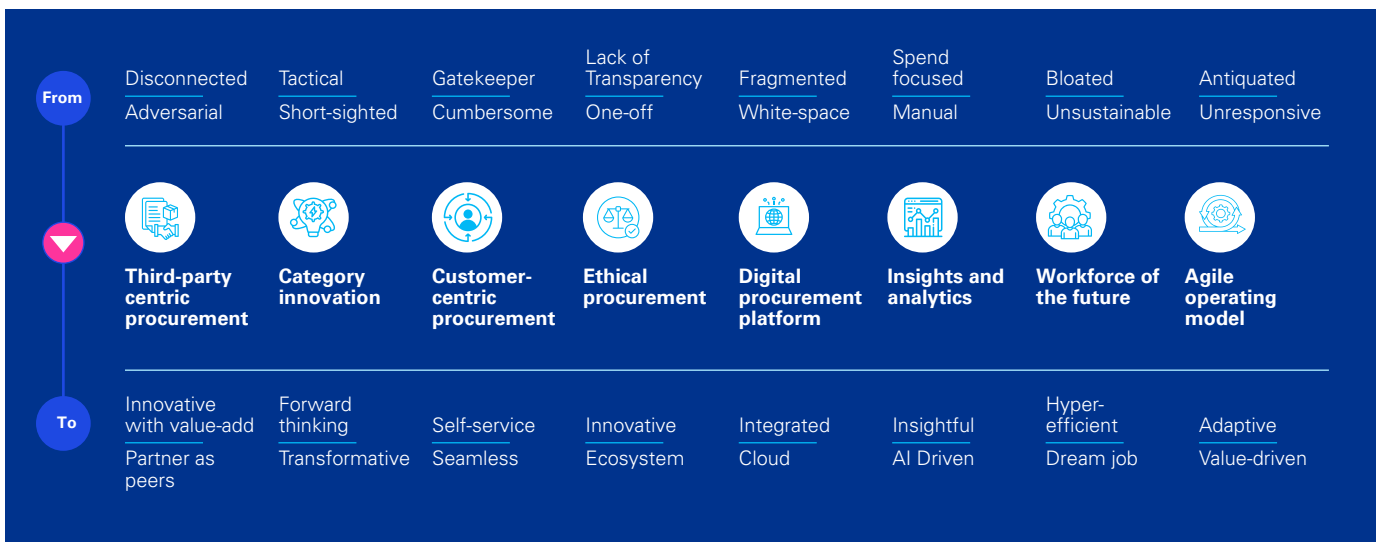 From
Disconnected
Adversarial
Tactical
Short-sighted
Gatekeeper
Cumbersome
Lack of
Transparency
One-off
Fragmented
White-space
Spend
focused
Manual
Bloated
Unsustainable
Antiquated
Unresponsive
Third-party
centric
procurement
Category
innovation
Customer-
centric
procurement
Ethical
procurement
Digital
procurement
platform
Insights and
analytics
Workforce of
the future
Agile
operating
model
To
Innovative
with value-add
Partner as
peers
Forward
thinking
Transformative
Self-service
Seamless
Innovative
Ecosystem
Integrated
Cloud
Insightful
AI Driven
Hyper-
efficient
Dream job
Adaptive
Value-driven